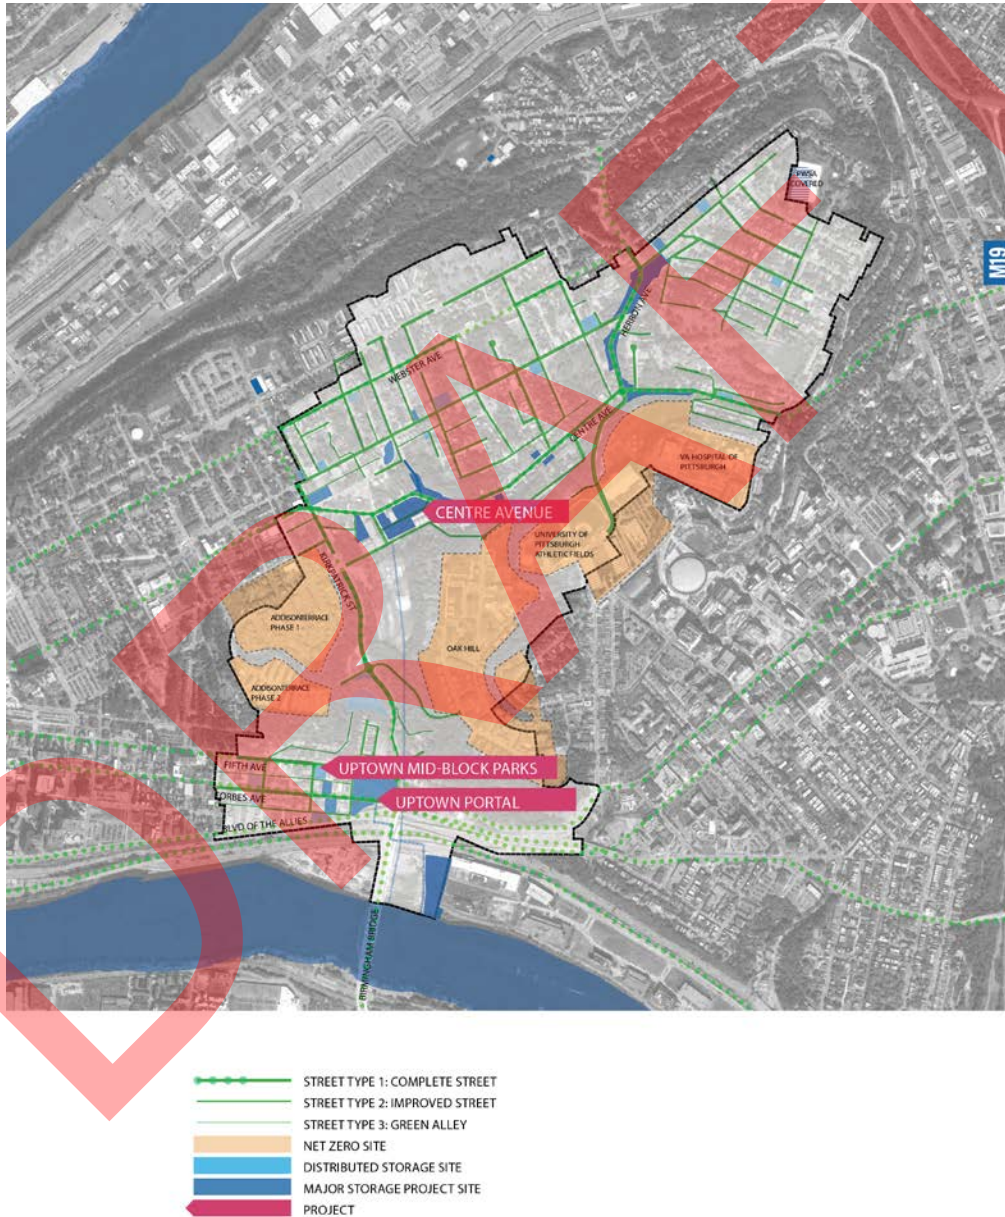 PWSA
COVERED
M19
HERRON AVE
WEBSTER AVE
CENTRE AVE
VA HOSPITAL OF
PITTSBURGH
CENTRE AVENUE
UNIVERSITY OF
PITTSBURGH
ATHLETIC FIELDS
KIRKPATRICK ST
ADDISON TERRACE
PHASE 1
OAK HILL
ADDISON TERRACE
PHASE 2
FIFTH AVE
UPTOWN MID-BLOCK PARKS
FORBES AVE
UPTOWN PORTAL
BLVD OF THE ALLIES
BIRMINGHAM BRIDGE
DRAFT
STREET TYPE 1: COMPLETE STREET
STREET TYPE 2: IMPROVED STREET
STREET TYPE 3: GREEN ALLEY
NET ZERO SITE
DISTRIBUTED STORAGE SITE
MAJOR STORAGE PROJECT SITE
PROJECT